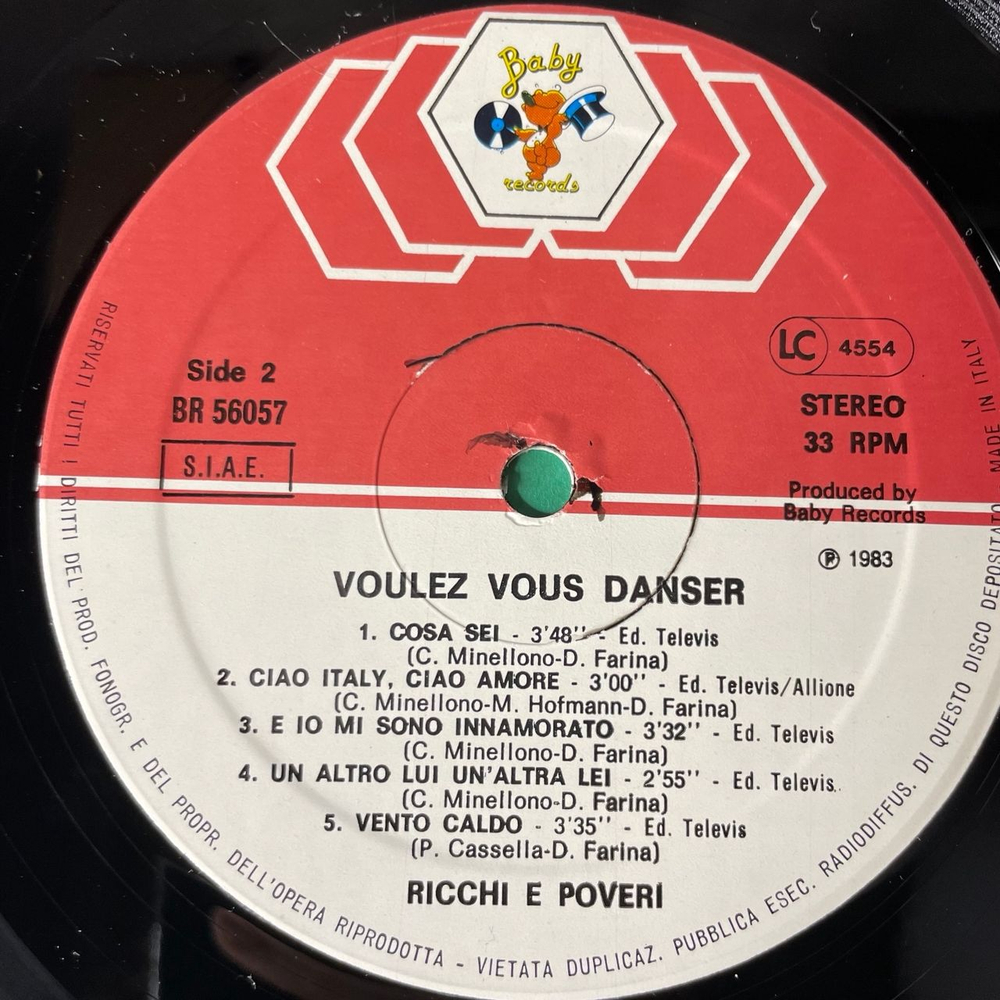 Baby
records
LC 4554
Side 2
BR 56057
S.I.A.E.
STEREO
33 RPM
Produced by
Baby Records
Ⓟ 1983
VOULEZ VOUS DANSER
1. COSA SEI - 3'48'' - Ed. Televis
(C. Minellono-D. Farina)
2. CIAO ITALY, CIAO AMORE - 3'00'' - Ed. Televis/Allione
(C. Minellono-M. Hofmann-D. Farina)
3. E IO MI SONO INNAMORATO - 3'32'' - Ed. Televis
(C. Minellono-D. Farina)
4. UN ALTRO LUI UN'ALTRA LEI - 2'55'' - Ed. Televis.
(C. Minellono-D. Farina)
5. VENTO CALDO - 3'35'' - Ed. Televis
(P. Cassella-D. Farina)
RICCHI E POVERI
RISERVATI TUTTI I DIRITTI DEL PROD. FONOGR. E DEL PROPR. DELL'OPERA RIPRODOTTA - VIETATA DUPLICAZ. PUBBLICA ESEC. RADIODIFFUS. DI QUESTO DISCO DEPOSITATO MADE IN ITALY